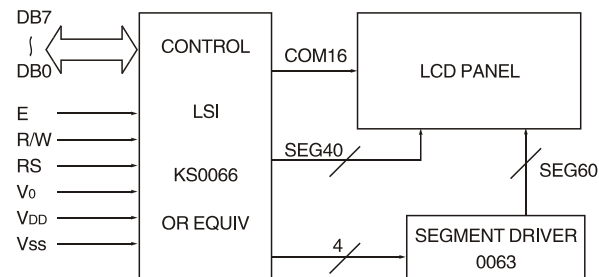 DB7
~
DB0
E
R/W
RS
V0
VDD
Vss
CONTROL
LSI
KS0066
OR EQUIV
COM16
SEG40
4
LCD PANEL
SEG60
SEGMENT DRIVER
0063